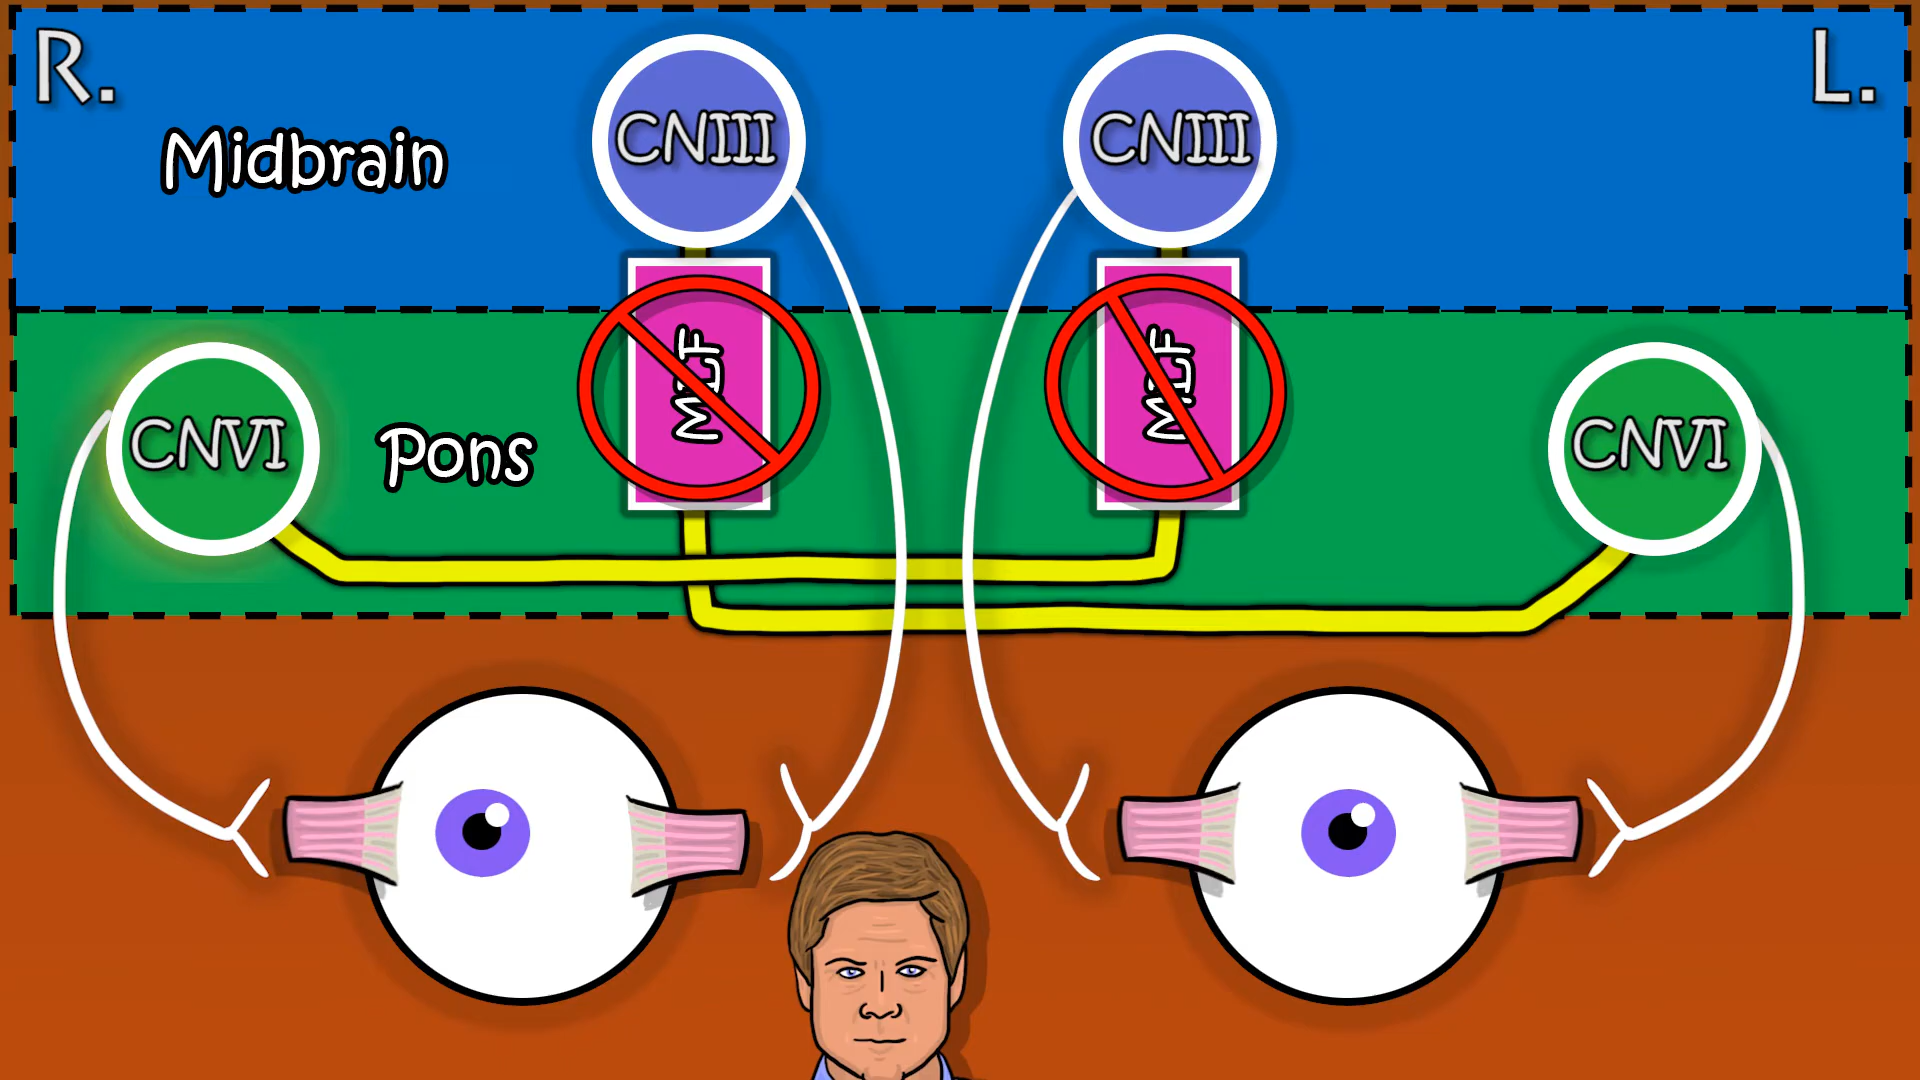 R.
L.
Midbrain
CNIII
CNIII
MLF
MLF
CNVI
Pons
CNVI